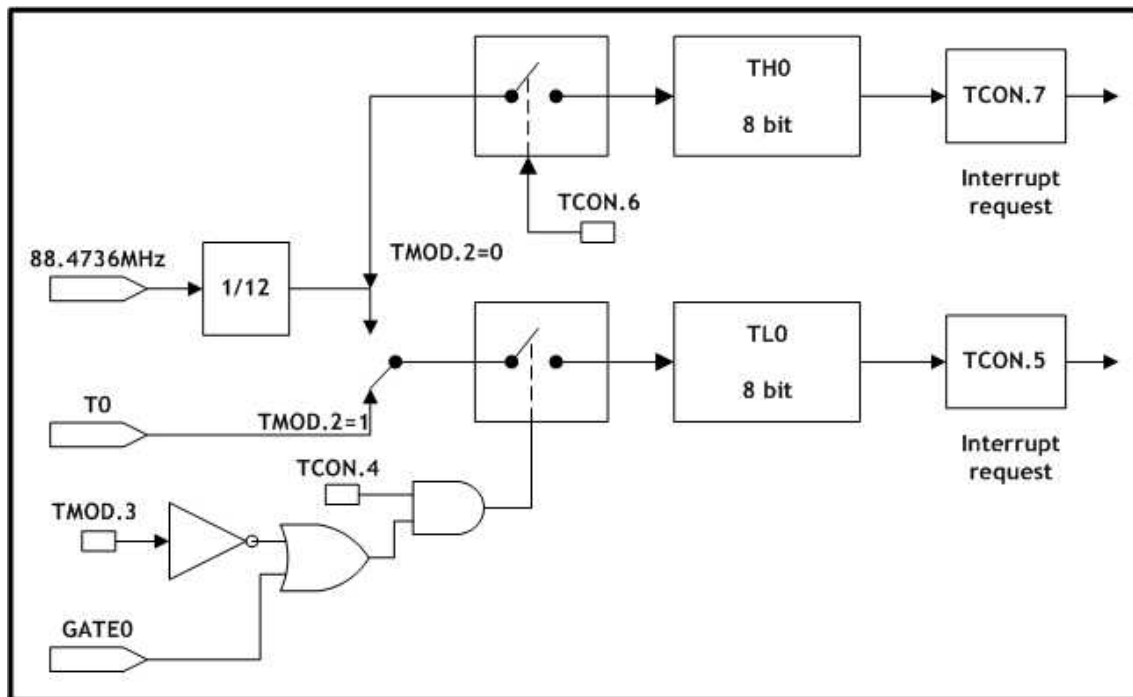 TH0
8 bit
TCON.7
Interrupt
request
TCON.6
TMOD.2=0
88.4736MHz
1/12
TL0
8 bit
TCON.5
Interrupt
request
T0
TMOD.2=1
TCON.4
TMOD.3
GATE0